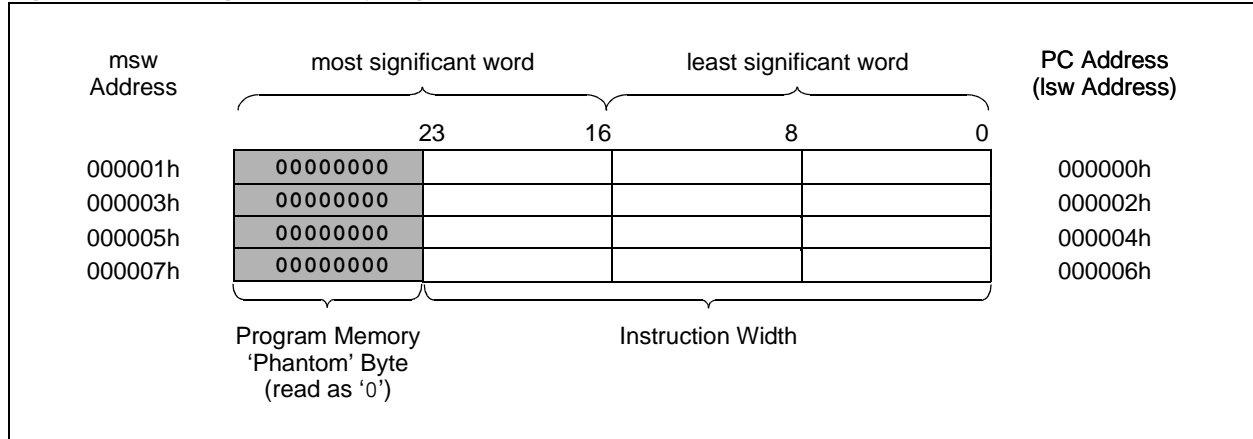 msw
Address
most significant word
least significant word
PC Address
(lsw Address)
23 16 8 0
000001h 00000000 000000h
000003h 00000000 000002h
000005h 00000000 000004h
000007h 00000000 000006h
Program Memory
‘Phantom’ Byte
(read as ‘0’)
Instruction Width